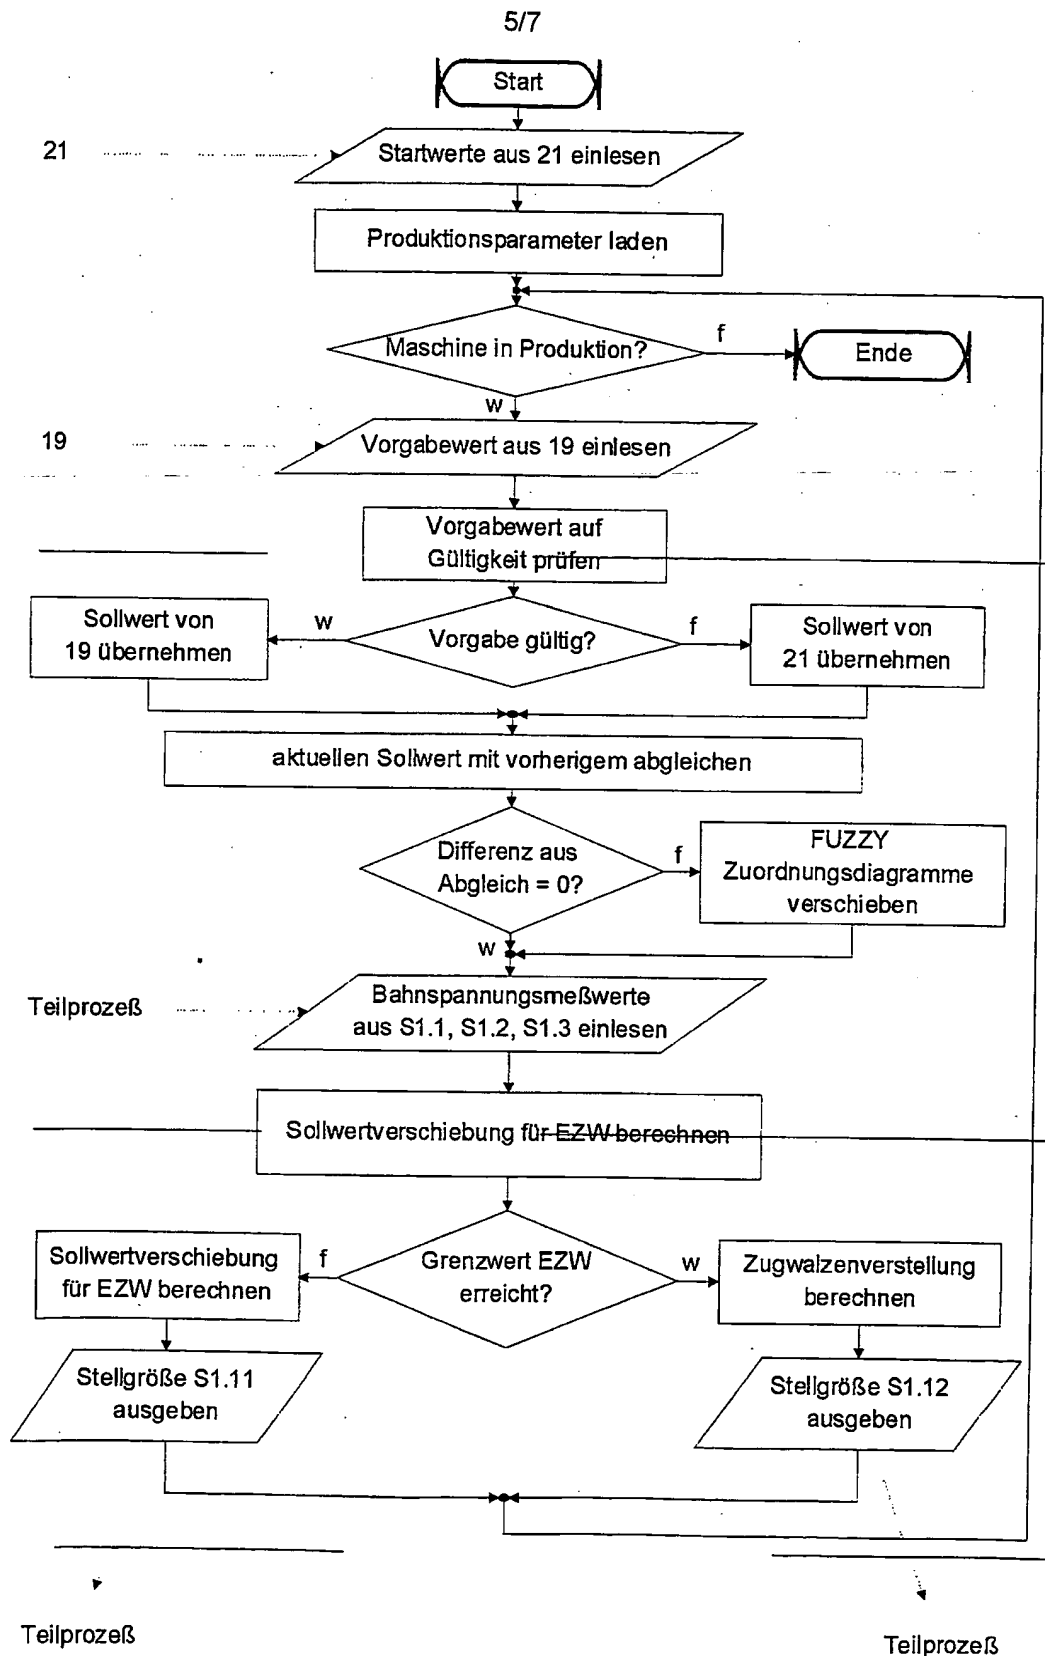 5/7
Start
21
Startwerte aus 21 einlesen
Produktionsparameter laden
Maschine in Produktion?
f
Ende
w
19
Vorgabewert aus 19 einlesen
Vorgabewert auf
Gültigkeit prüfen
Sollwert von
19 übernehmen
w
Vorgabe gültig?
f
Sollwert von
21 übernehmen
aktuellen Sollwert mit vorherigem abgleichen
Differenz aus
Abgleich = 0?
f
FUZZY
Zuordnungsdiagramme
verschieben
w
Teilprozeß
Bahnspannungsmeßwerte
aus S1.1, S1.2, S1.3 einlesen
Sollwertverschiebung für EZW berechnen
Sollwertverschiebung
für EZW berechnen
f
Grenzwert EZW
erreicht?
w
Zugwalzenverstellung
berechnen
Stellgröße S1.11
ausgeben
Stellgröße S1.12
ausgeben
Teilprozeß
Teilprozeß